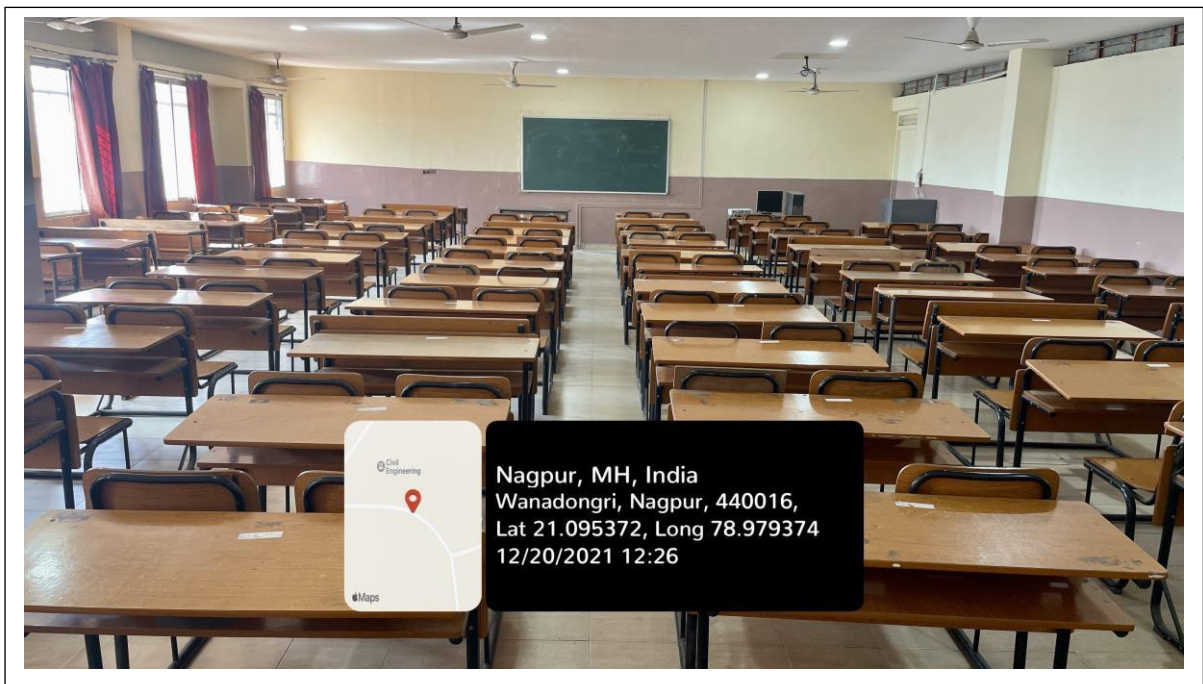 Civil
Engineering
Maps
Nagpur, MH, India
Wanadongri, Nagpur, 440016,
Lat 21.095372, Long 78.979374
12/20/2021 12:26